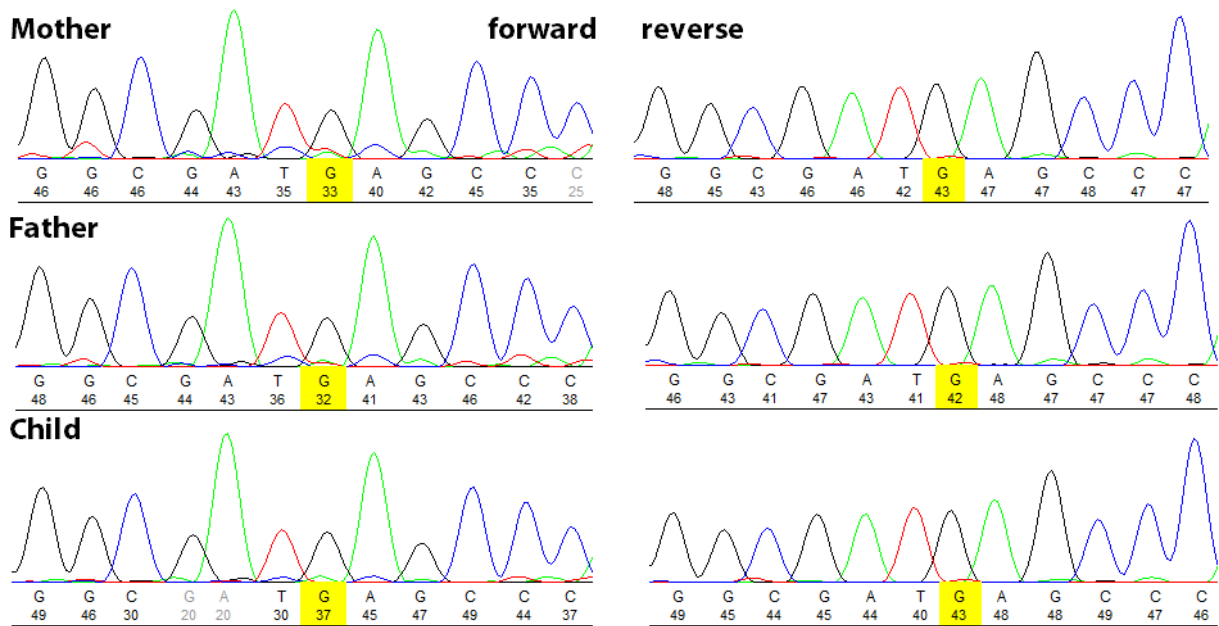 Mother forward reverse
G G C G A T G A G C C C
46 46 46 44 43 35 33 40 42 45 35 25
G G C G A T G A G C C C
48 45 43 46 46 42 43 47 47 48 47 47
Father
G G C G A T G A G C C C
48 46 45 44 43 36 32 41 43 46 42 38
G G C G A T G A G C C C
46 43 41 47 43 41 42 48 47 47 47 48
Child
G G C G A T G A G C C C
49 46 30 20 20 30 37 45 47 49 44 37
G G C G A T G A G C C C
49 45 44 45 44 40 43 48 48 49 47 46